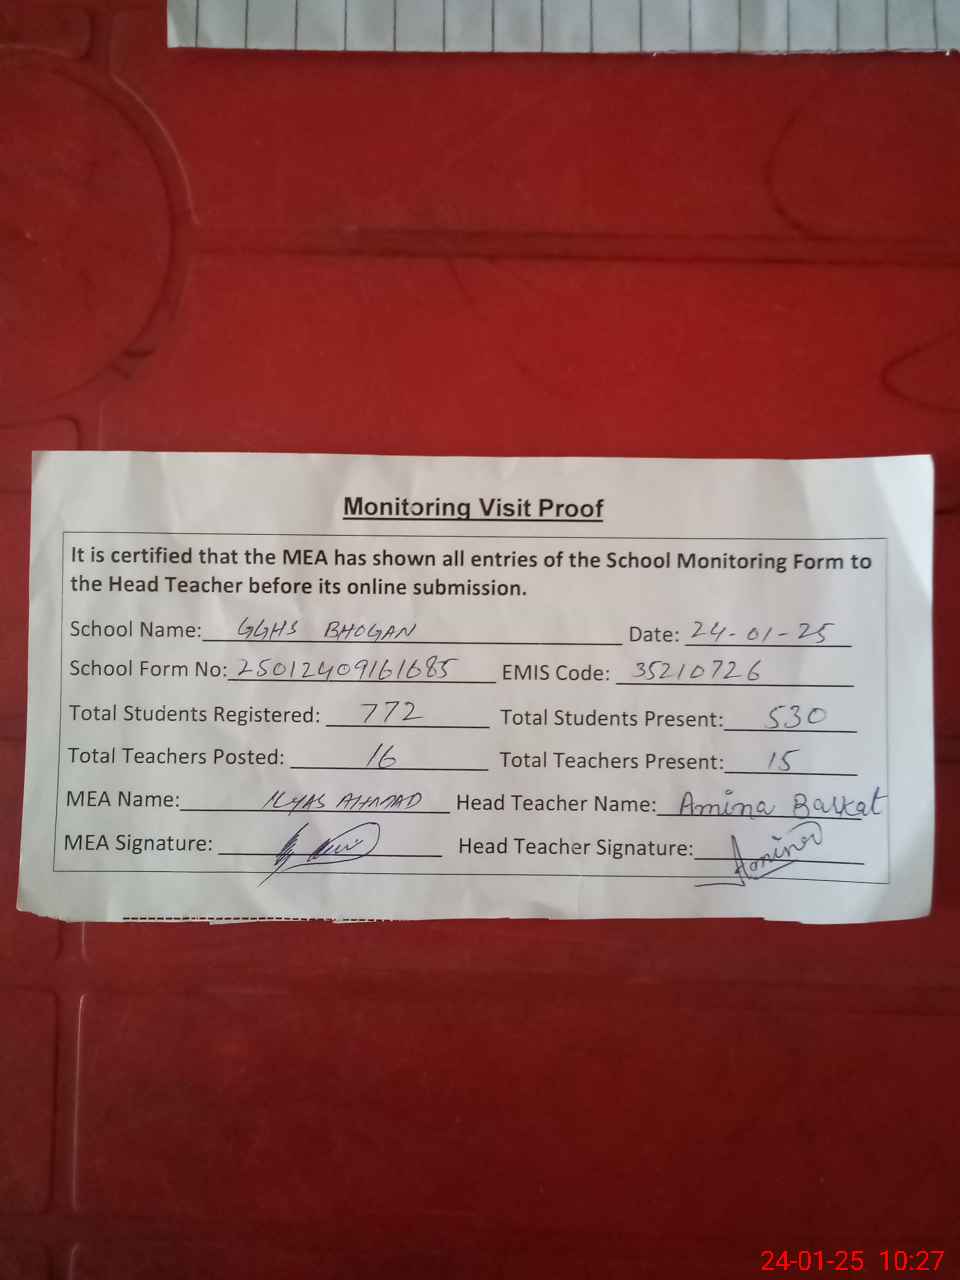 Monitoring Visit Proof
It is certified that the MEA has shown all entries of the School Monitoring Form to
the Head Teacher before its online submission.
School Name: GGHS BHOGAN Date: 24-01-25
School Form No: 25012409161685 EMIS Code: 35210726
Total Students Registered: 772 Total Students Present: 530
Total Teachers Posted: 16 Total Teachers Present: 15
MEA Name: ILYAS AHMAD Head Teacher Name: Amina Barkat
MEA Signature: Head Teacher Signature: Amina
24-01-25 10:27